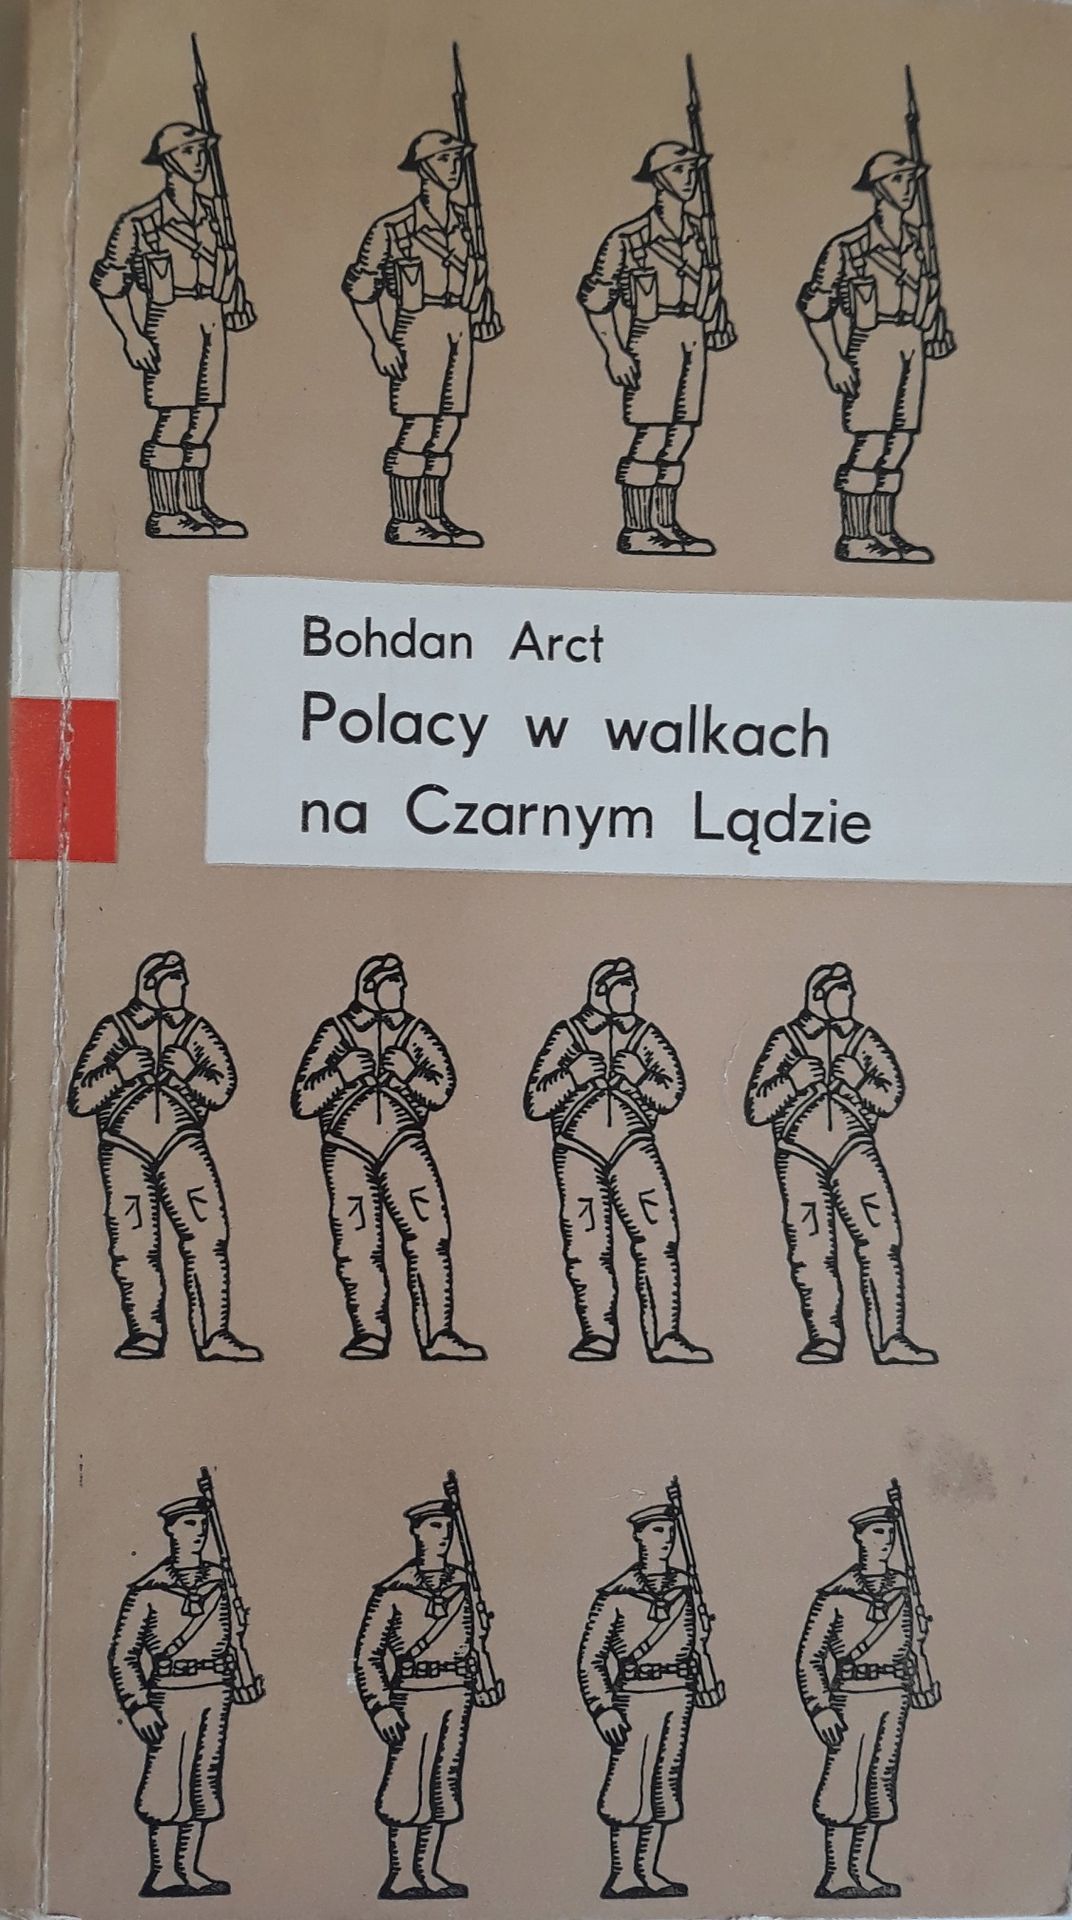 Bohdan Arct
Polacy w walkach
na Czarnym Lądzie